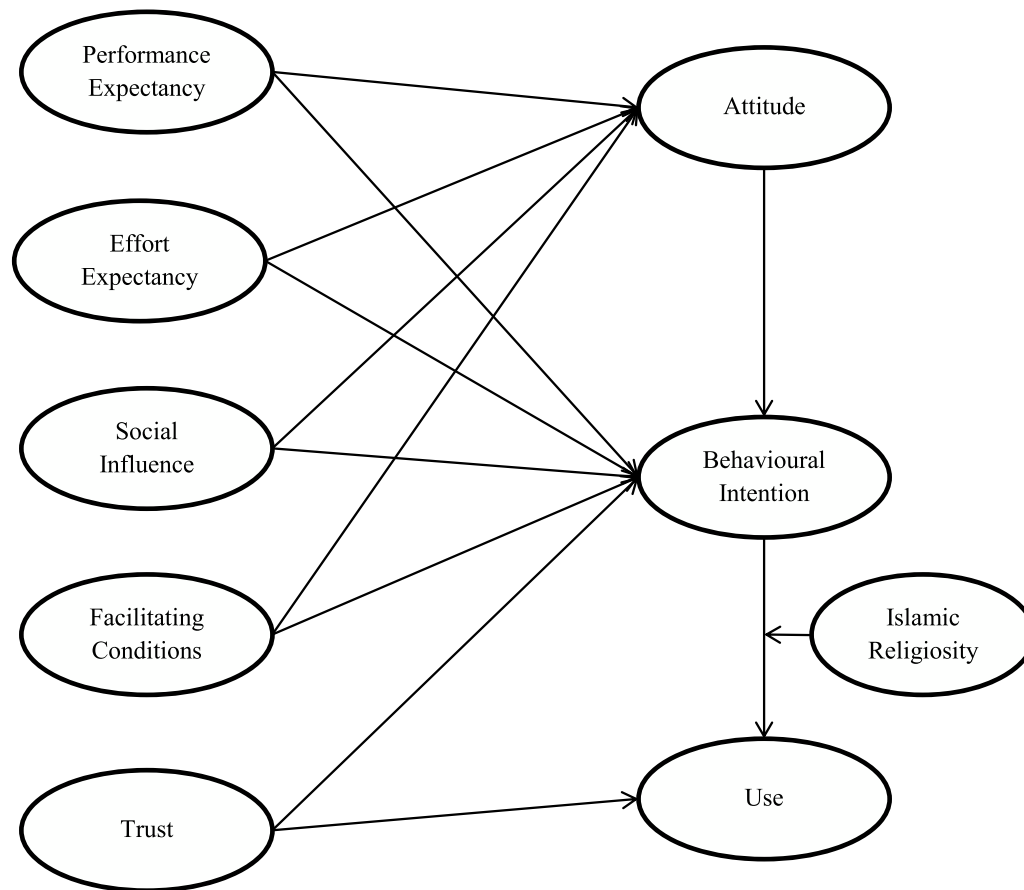 Performance
Expectancy
Attitude
Effort
Expectancy
Social
Influence
Behavioural
Intention
Facilitating
Conditions
Islamic
Religiosity
Trust
Use